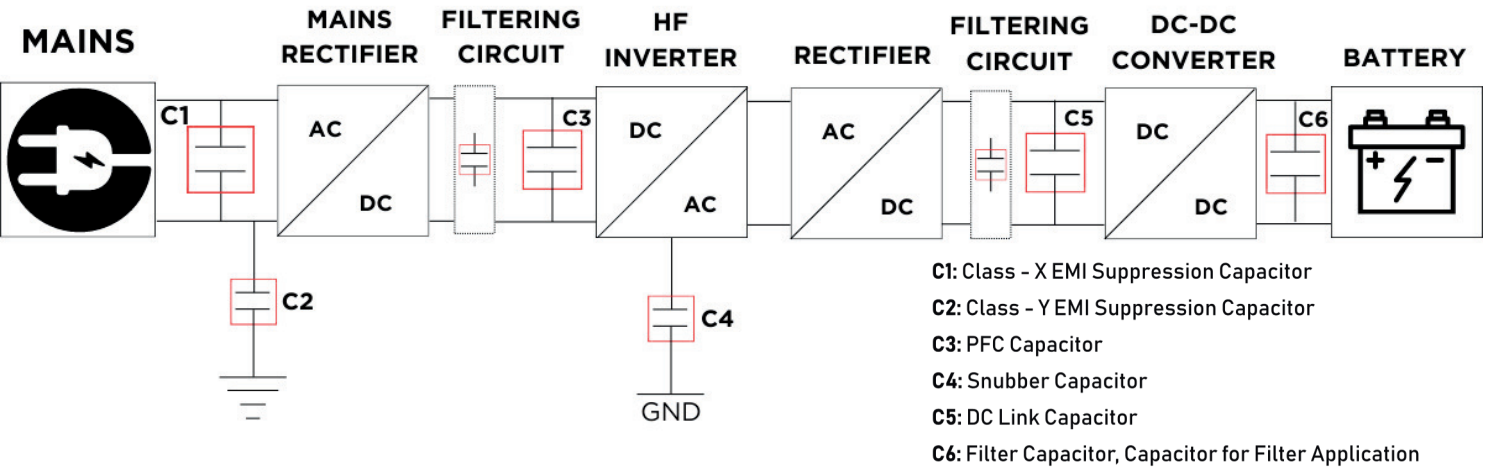 MAINS
MAINS
RECTIFIER
FILTERING
CIRCUIT
HF
INVERTER
RECTIFIER
FILTERING
CIRCUIT
DC-DC
CONVERTER
BATTERY
C1
AC
DC
C3
DC
AC
AC
DC
C5
DC
DC
C6
+ -
C2
C4
GND
C1: Class - X EMI Suppression Capacitor
C2: Class - Y EMI Suppression Capacitor
C3: PFC Capacitor
C4: Snubber Capacitor
C5: DC Link Capacitor
C6: Filter Capacitor, Capacitor for Filter Application